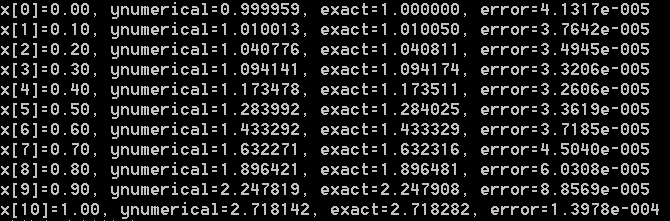 x[0]=0.00, ynumerical=0.999959, exact=1.000000, error=4.1317e-005
x[1]=0.10, ynumerical=1.010013, exact=1.010050, error=3.7642e-005
x[2]=0.20, ynumerical=1.040776, exact=1.040811, error=3.4945e-005
x[3]=0.30, ynumerical=1.094141, exact=1.094174, error=3.3206e-005
x[4]=0.40, ynumerical=1.173478, exact=1.173511, error=3.2606e-005
x[5]=0.50, ynumerical=1.283992, exact=1.284025, error=3.3619e-005
x[6]=0.60, ynumerical=1.433292, exact=1.433329, error=3.7185e-005
x[7]=0.70, ynumerical=1.632271, exact=1.632316, error=4.5040e-005
x[8]=0.80, ynumerical=1.896421, exact=1.896481, error=6.0308e-005
x[9]=0.90, ynumerical=2.247819, exact=2.247908, error=8.8569e-005
x[10]=1.00, ynumerical=2.718142, exact=2.718282, error=1.3978e-004